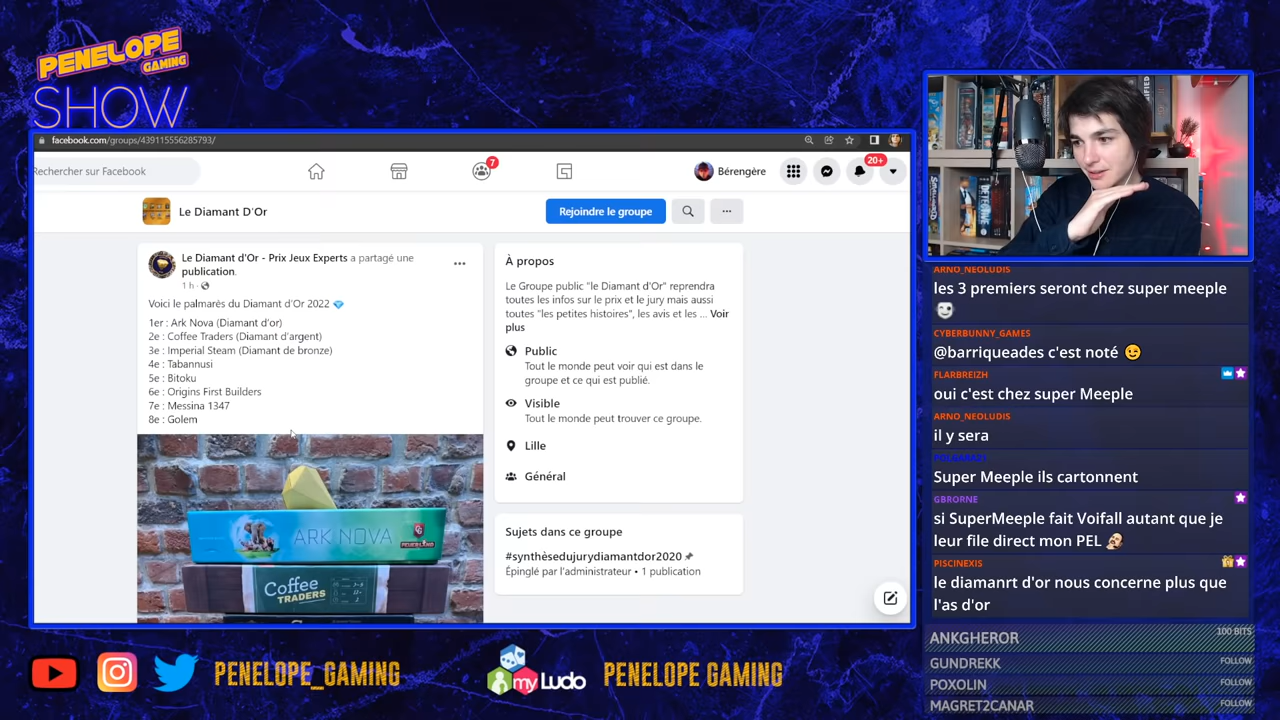 PENELOPE
GAMING
SHOW
facebook.com/groups/439115556285793/
Rechercher sur Facebook
7
Bérengère
20+
Le Diamant D'Or
Rejoindre le groupe
Le Diamant d'Or - Prix Jeux Experts a partagé une
publication.
1 h
Voici le palmarès du Diamant d'Or 2022 💎
1er : Ark Nova (Diamant d'or)
2e : Coffee Traders (Diamant d'argent)
3e : Imperial Steam (Diamant de bronze)
4e : Tabannusi
5e : Bitoku
6e : Origins First Builders
7e : Messina 1347
8e : Golem
ARK NOVA
FEUERLAND
Coffee
TRADERS
À propos
Le Groupe public "le Diamant d'Or" reprendra
toutes les infos sur le prix et le jury mais aussi
toutes "les petites histoires", les avis et les ... Voir
plus
Public
Tout le monde peut voir qui est dans le
groupe et ce qui est publié.
Visible
Tout le monde peut trouver ce groupe.
Lille
Général
Sujets dans ce groupe
#synthèsedujurydiamantdor2020
Épinglé par l'administrateur • 1 publication
DETECTIVE
ARNO_NEOLUDIS
les 3 premiers seront chez super meeple
CYBERBUNNY_GAMES
@barriqueades c'est noté 😉
FLARBREIZH
oui c'est chez super Meeple
ARNO_NEOLUDIS
il y sera
Super Meeple ils cartonnent
GBRORNE
si SuperMeeple fait Voifall autant que je
leur file direct mon PEL
PISCINEXIS
le diamanrt d'or nous concerne plus que
l'as d'or
ANKGHEROR 100 BITS
GUNDREKK FOLLOW
POXOLIN FOLLOW
MAGRET2CANAR FOLLOW
PENELOPE_GAMING
my Ludo
PENELOPE GAMING